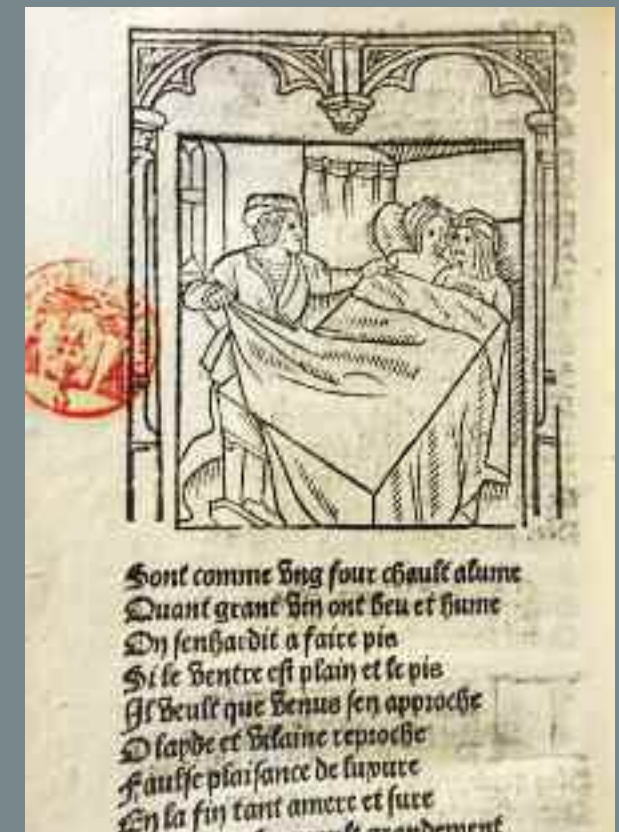 Sont comme Ung four chault alume
Quant grant Vin ont beu et hume
On senhardit a faire pis
Si le Ventre est plain et le pis
Il Veult que Venus sen approche
O layde et Vilaine reproche
Faulse plaisance de luxure
En la fin tant amere et sure
grandement